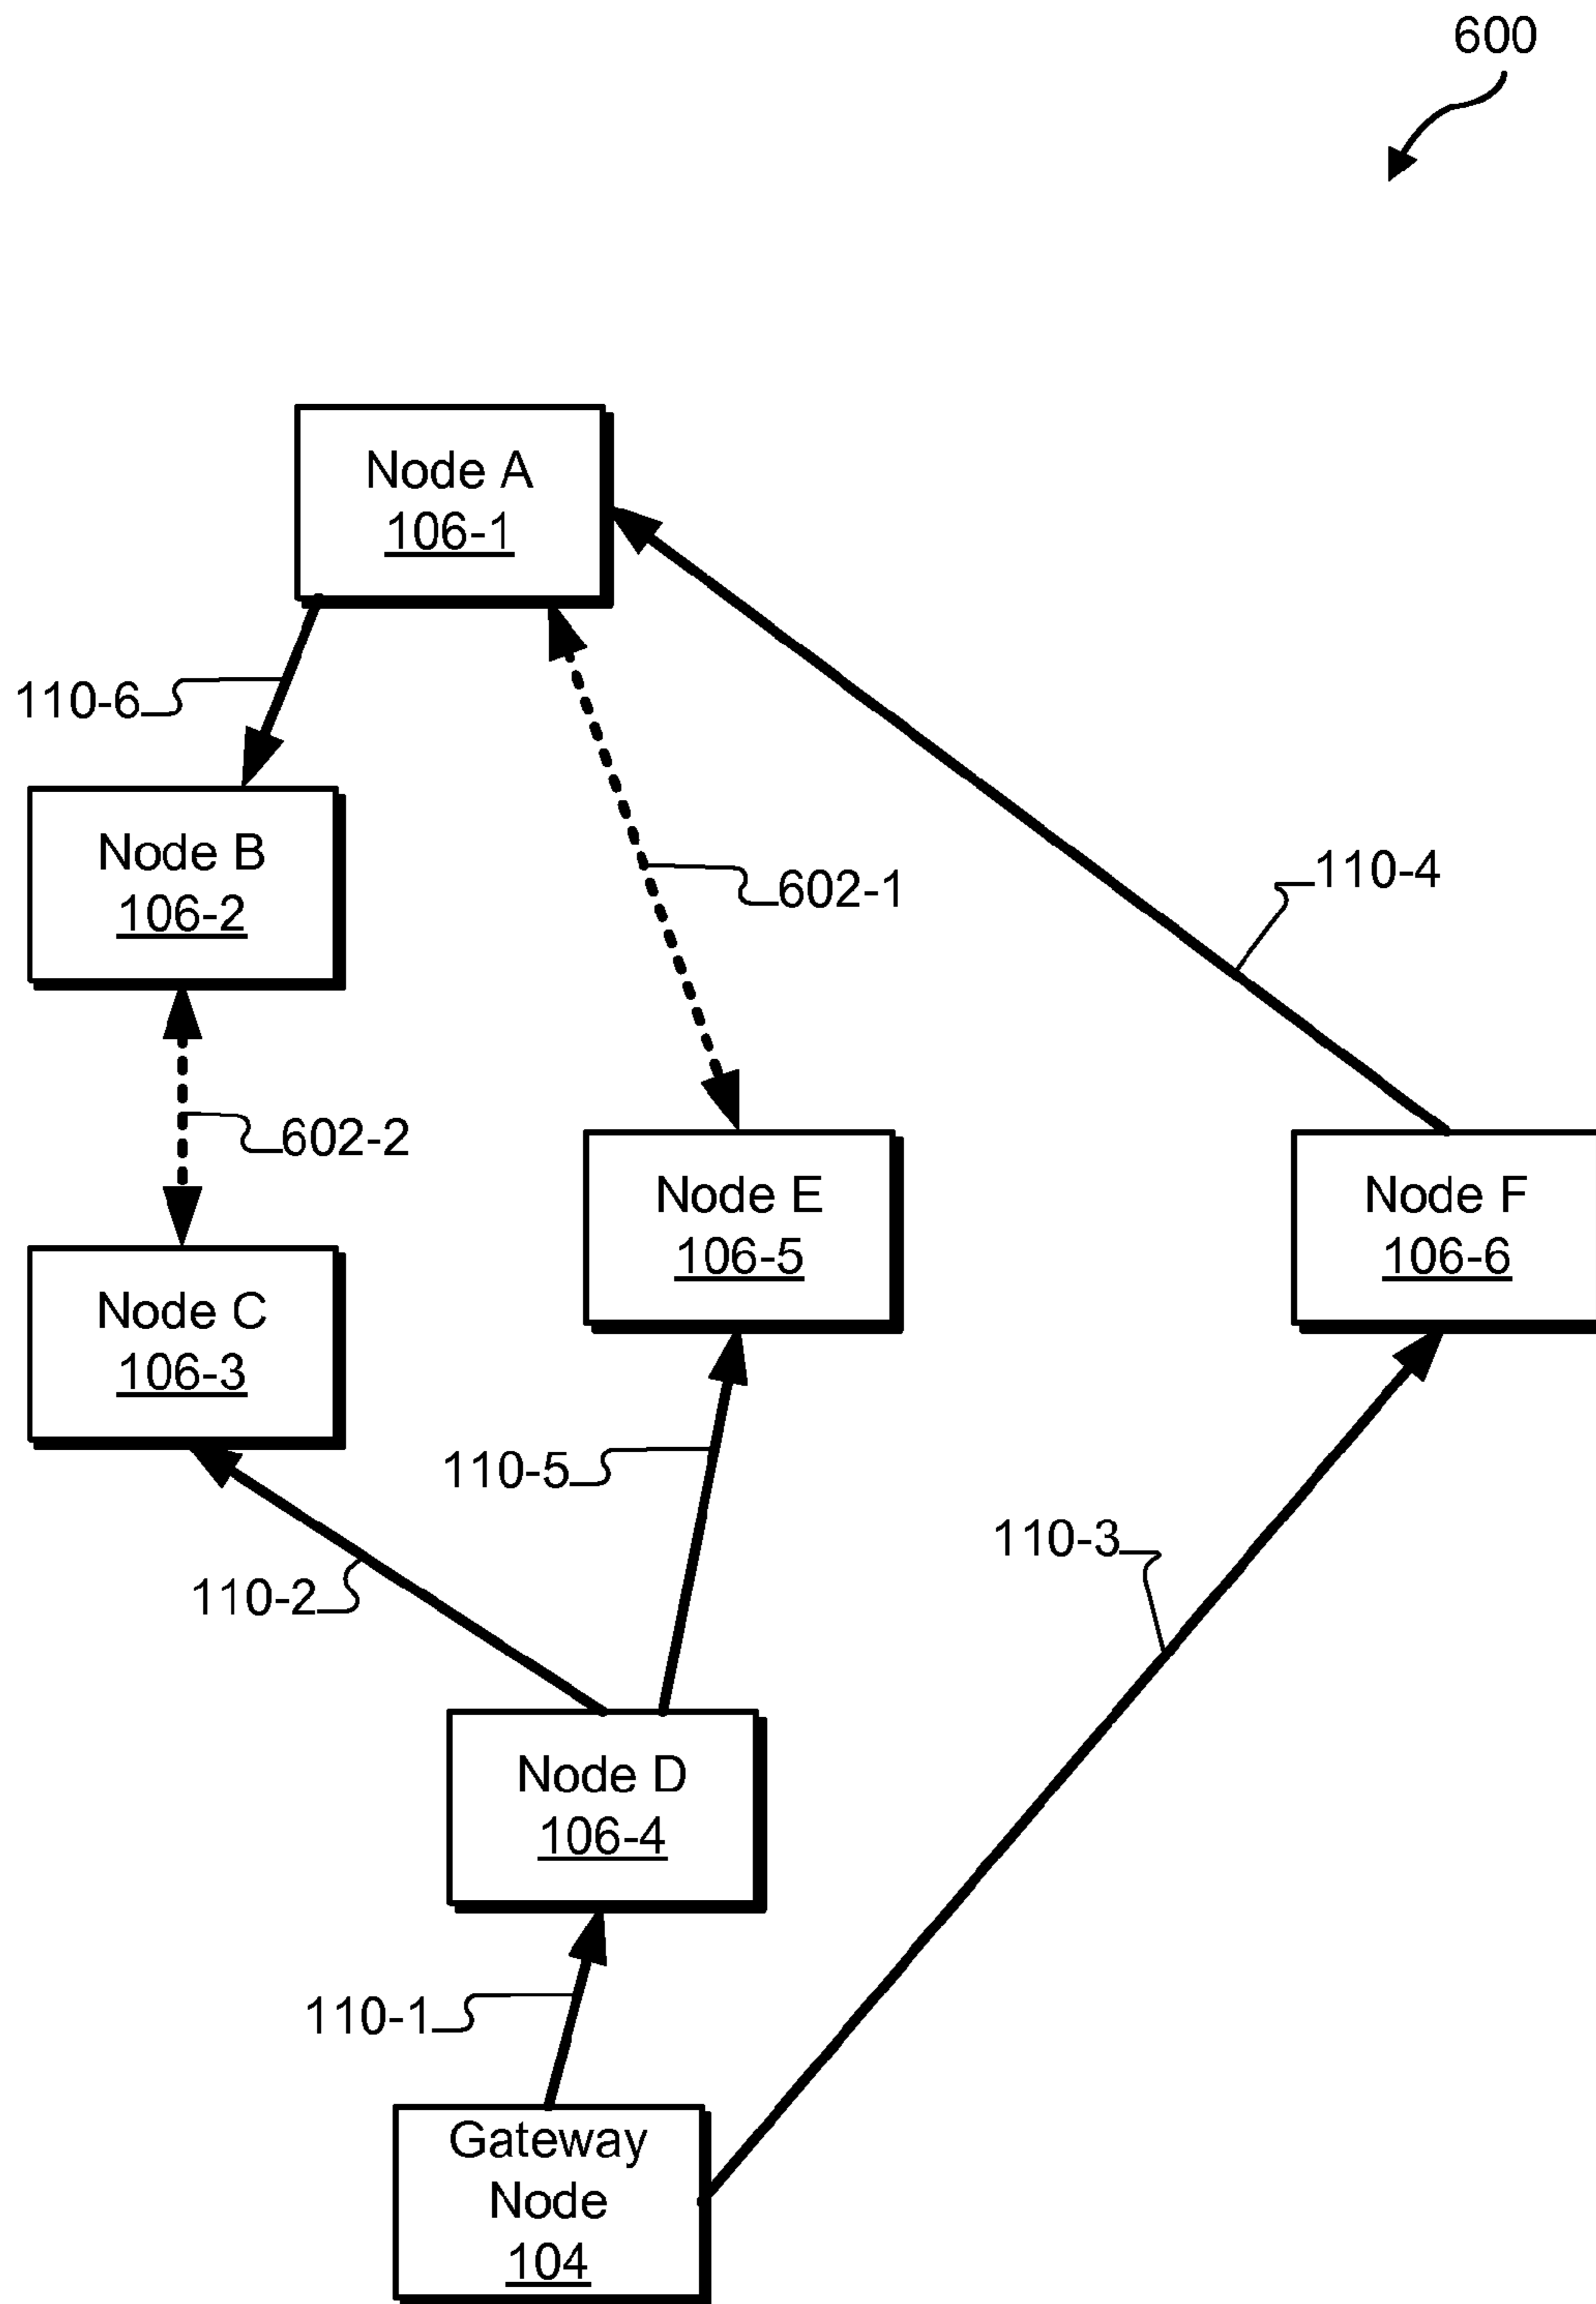 600
Node A
106-1
110-6
Node B
106-2
602-1
110-4
602-2
Node E
106-5
Node F
106-6
Node C
106-3
110-5
110-3
110-2
Node D
106-4
110-1
Gateway
Node
104